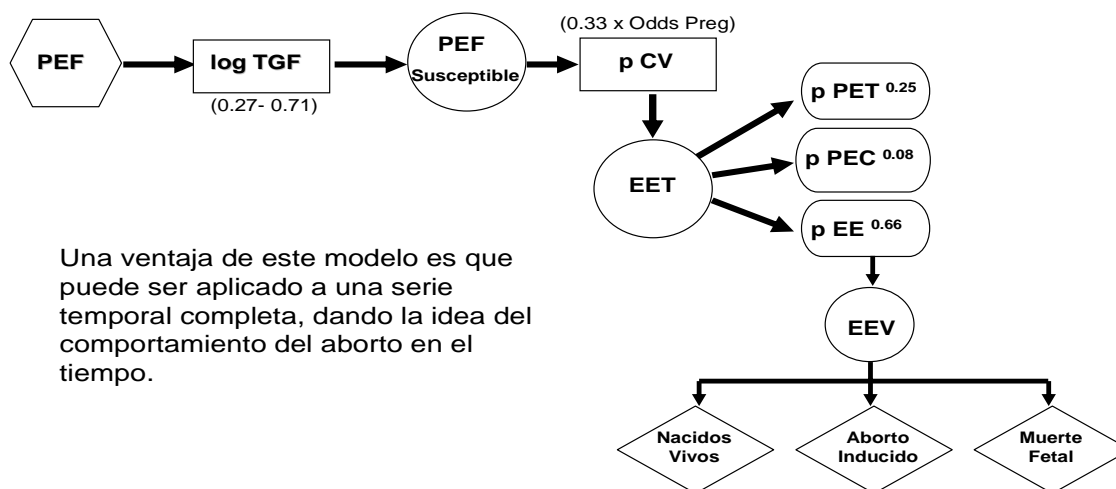 (0.33 x Odds Preg)
PEF
log TGF
(0.27- 0.71)
PEF
Susceptible
p CV
p PET 0.25
p PEC 0.08
p EE 0.66
EET
Una ventaja de este modelo es que
puede ser aplicado a una serie
temporal completa, dando la idea del
comportamiento del aborto en el
tiempo.
EEV
Nacidos
Vivos
Aborto
Inducido
Muerte
Fetal